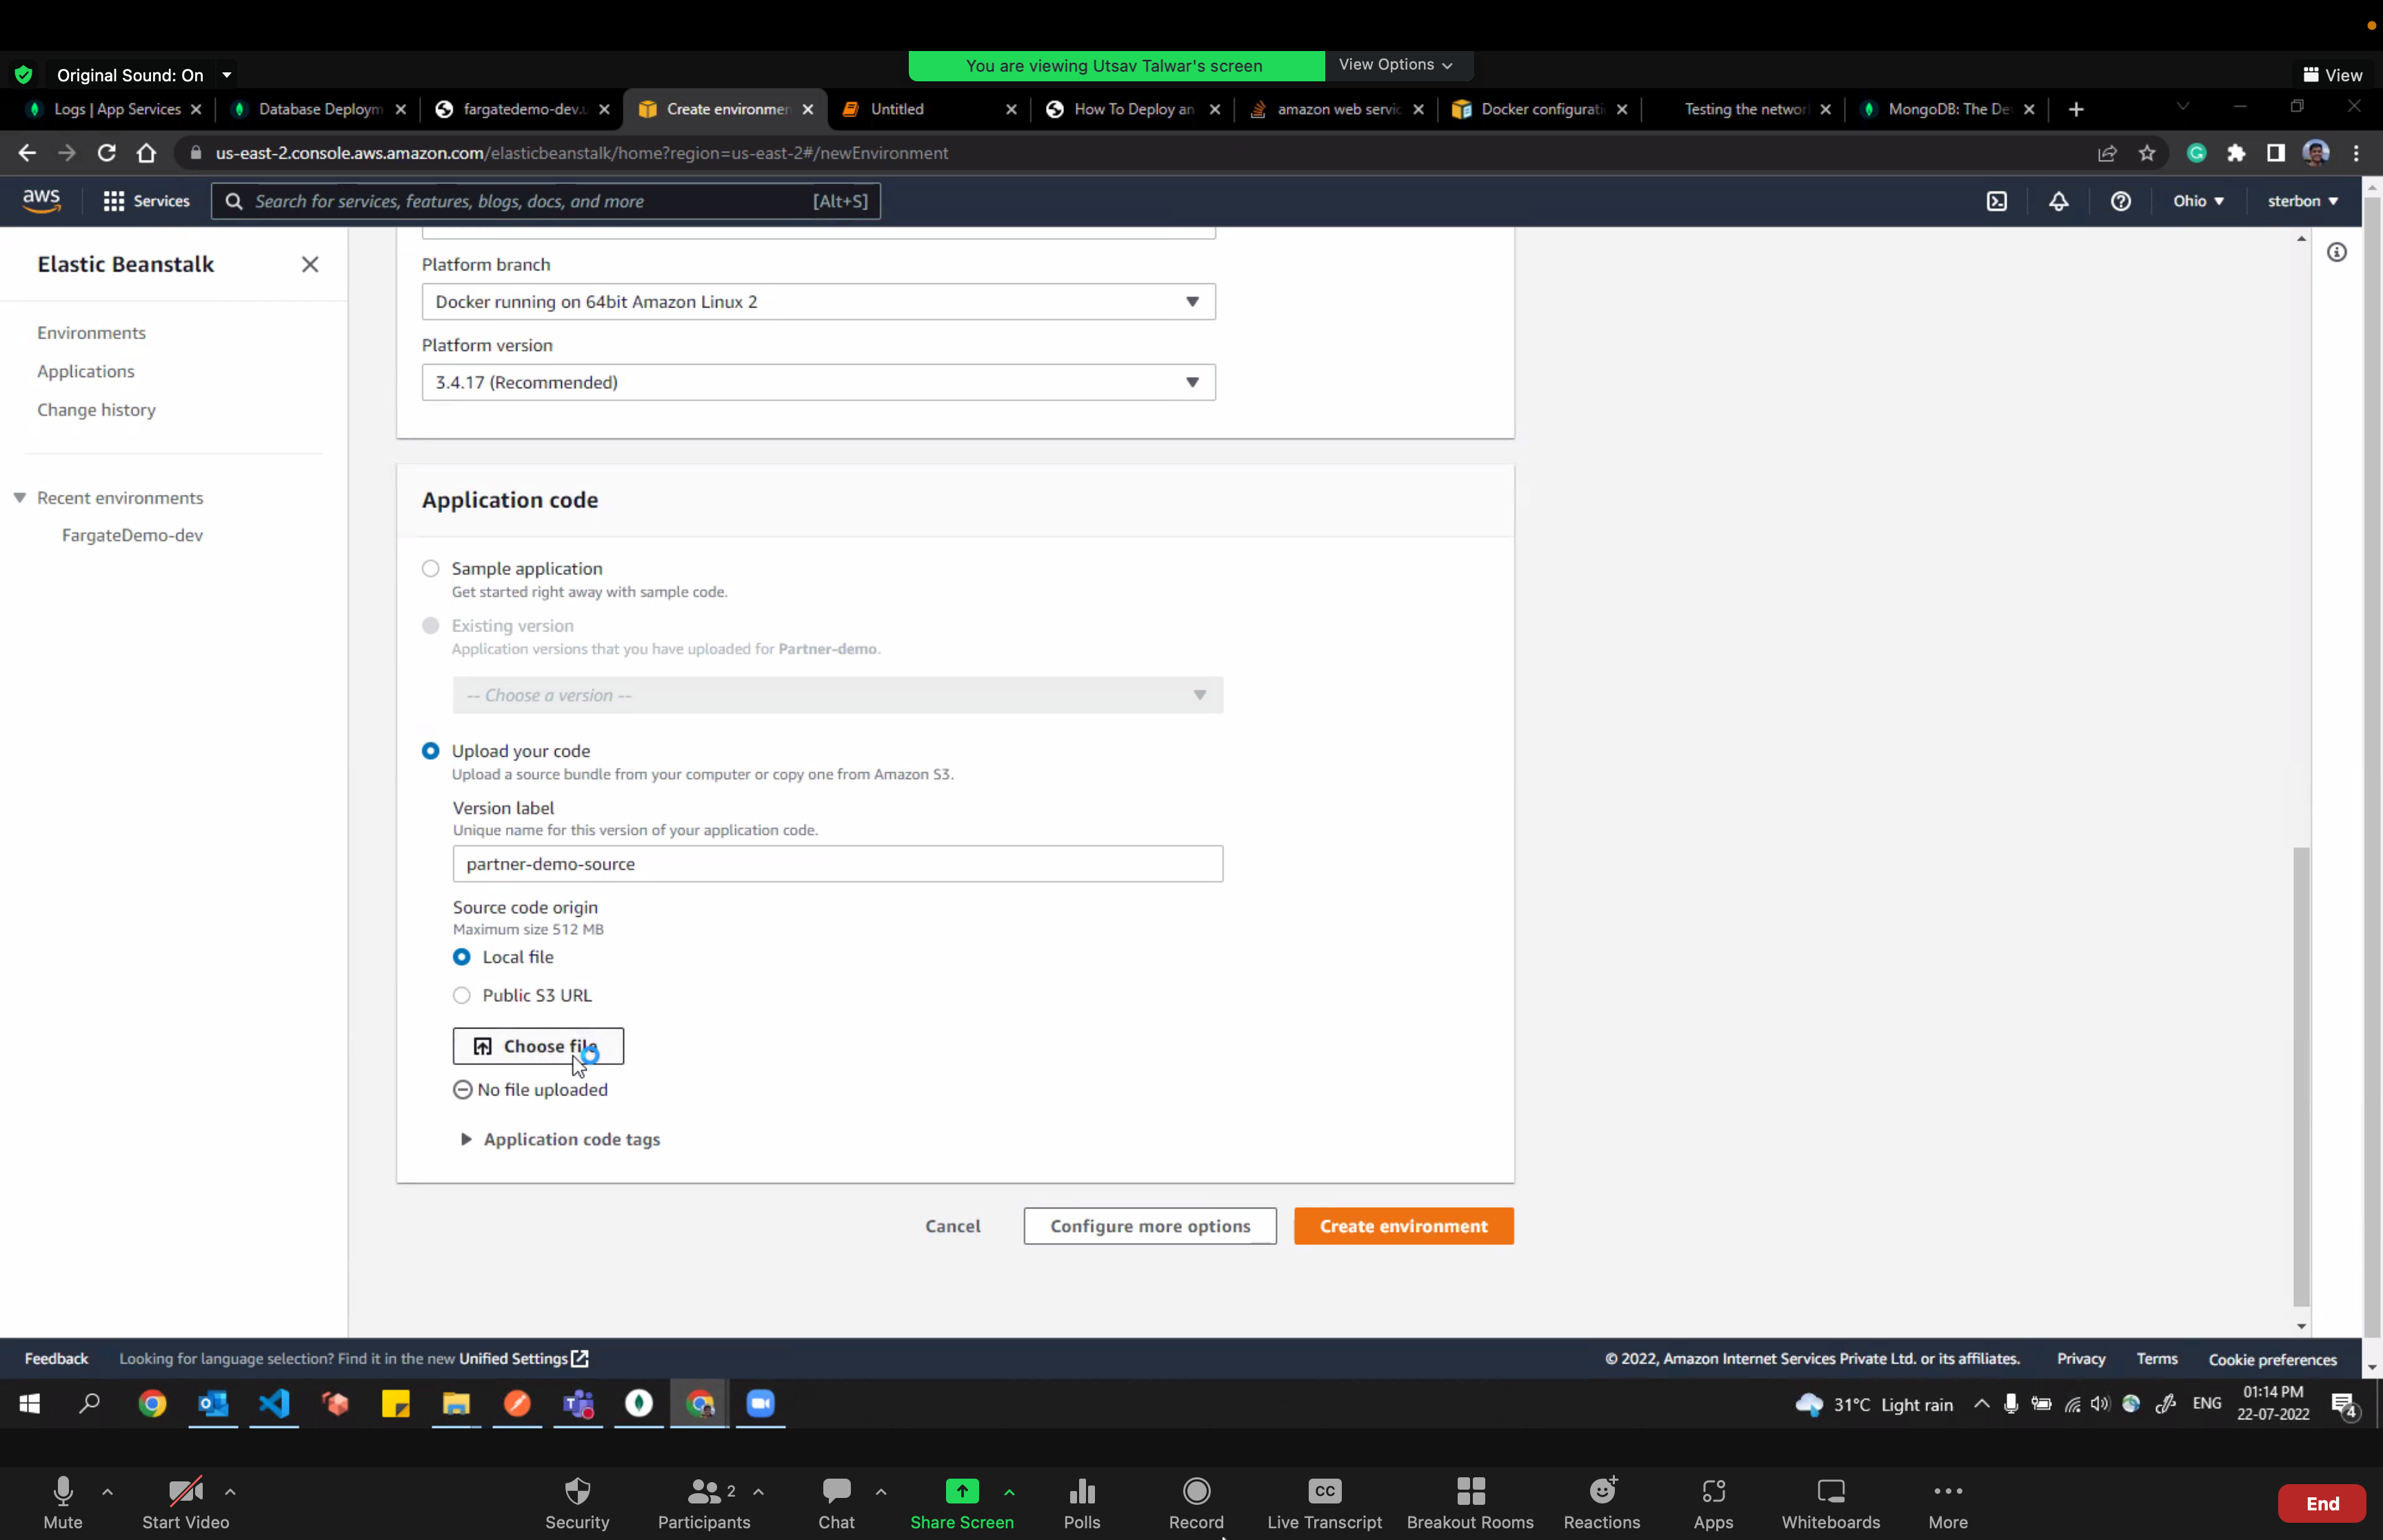 Original Sound: On
You are viewing Utsav Talwar's screen
View Options
View
Logs | App Services
Database Deploym
fargatedemo-dev.u
Create environmen
Untitled
How To Deploy an
amazon web servic
Docker configurati
Testing the networ
MongoDB: The De
us-east-2.console.aws.amazon.com/elasticbeanstalk/home?region=us-east-2#/newEnvironment
aws
Services
Search for services, features, blogs, docs, and more
[Alt+S]
Ohio
sterbon
Elastic Beanstalk
Environments
Applications
Change history
Recent environments
FargateDemo-dev
Platform branch
Docker running on 64bit Amazon Linux 2
Platform version
3.4.17 (Recommended)
Application code
Sample application
Get started right away with sample code.
Existing version
Application versions that you have uploaded for Partner-demo.
-- Choose a version --
Upload your code
Upload a source bundle from your computer or copy one from Amazon S3.
Version label
Unique name for this version of your application code.
partner-demo-source
Source code origin
Maximum size 512 MB
Local file
Public S3 URL
Choose file
No file uploaded
Application code tags
Cancel
Configure more options
Create environment
Feedback
Looking for language selection? Find it in the new Unified Settings
© 2022, Amazon Internet Services Private Ltd. or its affiliates.
Privacy
Terms
Cookie preferences
31°C Light rain
ENG
01:14 PM
22-07-2022
4
Mute
Start Video
Security
2
Participants
Chat
Share Screen
Polls
Record
CC
Live Transcript
Breakout Rooms
Reactions
Apps
Whiteboards
More
End